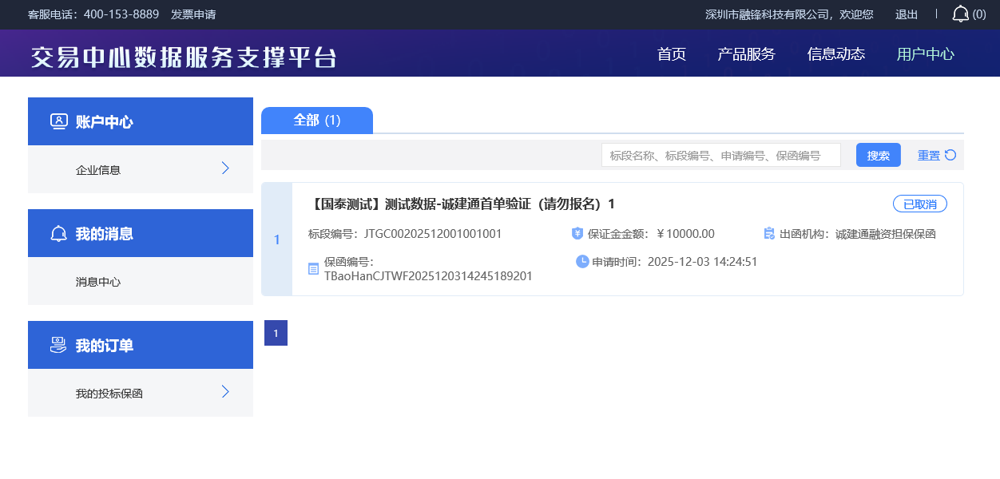 客服电话：400-153-8889 发票申请
深圳市融锋科技有限公司，欢迎您 退出 | (0)
交易中心数据服务支撑平台
首页 产品服务 信息动态 用户中心
账户中心
企业信息
我的消息
消息中心
我的订单
我的投标保函
全部 (1)
标段名称、标段编号、申请编号、保函编号 搜索 重置
1
【国泰测试】测试数据-诚建通首单验证（请勿报名）1 已取消
标段编号：JTGC00202512001001001 保证金金额：￥10000.00 出函机构：诚建通融资担保保函
保函编号： 申请时间：2025-12-03 14:24:51
TBaoHanCJTWF2025120314245189201
1